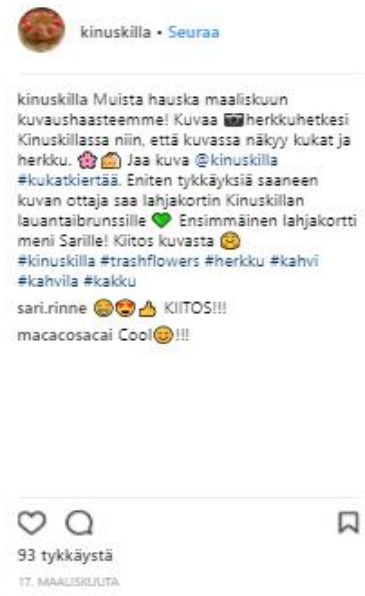 kinuskilla • Seuraa
kinuskilla Muista hauska maaliskuun
kuvaushaasteemme! Kuvaa 📷herkkuhetkesi
Kinuskillassa niin, että kuvassa näkyy kukat ja
herkku. 🌸🍰 Jaa kuva @kinuskilla
#kukatkiertää. Eniten tykkäyksiä saaneen
kuvan ottaja saa lahjakortin Kinuskillan
lauantaibrunssille 💚 Ensimmäinen lahjakortti
meni Sarille! Kiitos kuvasta 🤗
#kinuskilla #trashflowers #herkku #kahvi
#kahvila #kakku
sari.rinne 😂😍👍 KIITOS!!!
macacosacai Cool😊!!!
93 tykkäystä
17. MAALISKUUTA